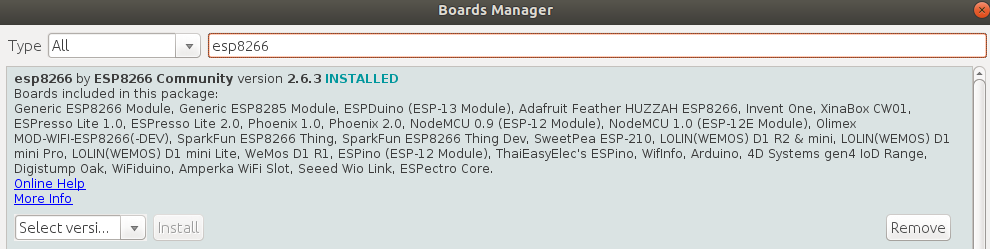 Boards Manager
Type All esp8266
esp8266 by ESP8266 Community version 2.6.3 INSTALLED
Boards included in this package:
Generic ESP8266 Module, Generic ESP8285 Module, ESPDuino (ESP-13 Module), Adafruit Feather HUZZAH ESP8266, Invent One, XinaBox CW01,
ESPresso Lite 1.0, ESPresso Lite 2.0, Phoenix 1.0, Phoenix 2.0, NodeMCU 0.9 (ESP-12 Module), NodeMCU 1.0 (ESP-12E Module), Olimex
MOD-WIFI-ESP8266(-DEV), SparkFun ESP8266 Thing, SparkFun ESP8266 Thing Dev, SweetPea ESP-210, LOLIN(WEMOS) D1 R2 & mini, LOLIN(WEMOS) D1
mini Pro, LOLIN(WEMOS) D1 mini Lite, WeMos D1 R1, ESPino (ESP-12 Module), ThaiEasyElec's ESPino, WifInfo, Arduino, 4D Systems gen4 IoD Range,
Digistump Oak, WiFiduino, Amperka WiFi Slot, Seeed Wio Link, ESPectro Core.
Online Help
More Info
Select versi... Install Remove